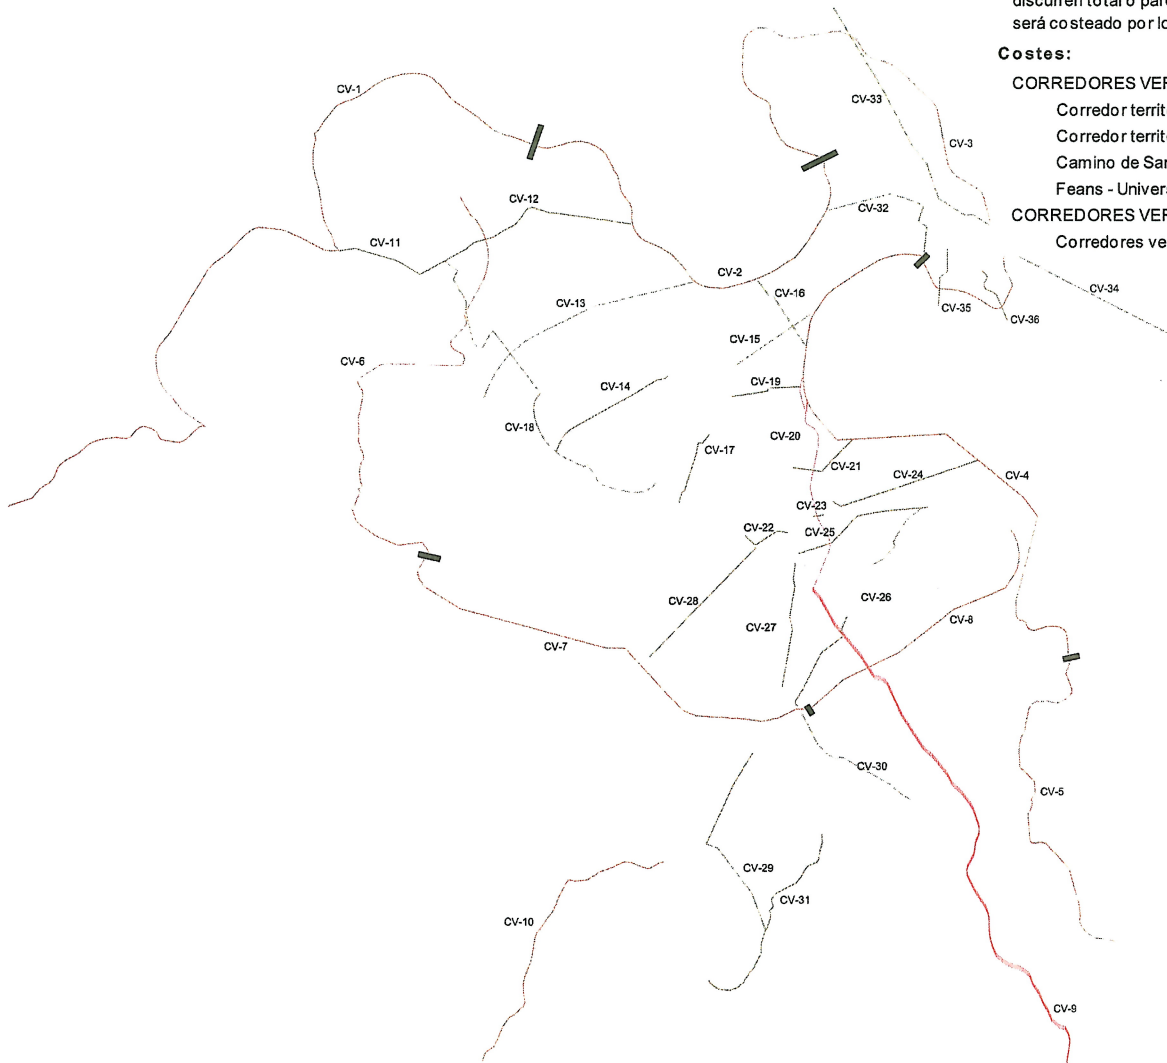 discurren total o par
será costeado por lo
Costes:
CORREDORES VER
Corredor territ
Corredor territ
Camino de Sar
Feans - Univers
CORREDORES VER
Corredores ve
CV-1
CV-33
CV-3
CV-12
CV-32
CV-11
CV-2
CV-16
CV-34
CV-13
CV-35
CV-36
CV-15
CV-6
CV-14
CV-19
CV-18
CV-20
CV-17
CV-21
CV-24
CV-4
CV-23
CV-22
CV-25
CV-28
CV-26
CV-27
CV-8
CV-7
CV-30
CV-5
CV-29
CV-31
CV-10
CV-9